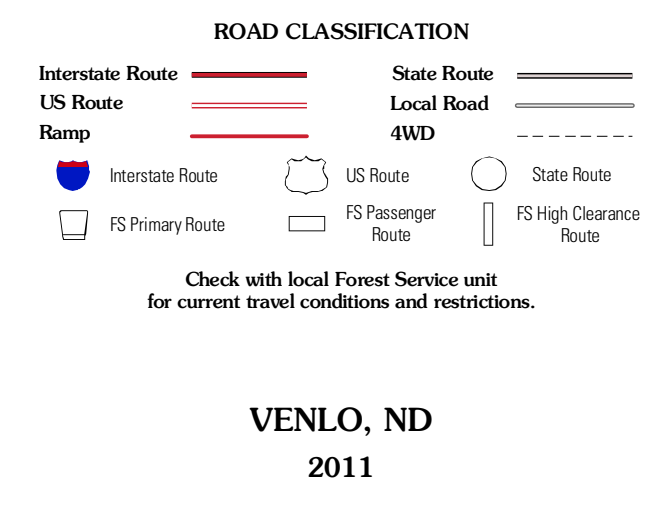 ROAD CLASSIFICATION
Interstate Route
State Route
US Route
Local Road
Ramp
4WD
Interstate Route
US Route
State Route
FS Primary Route
FS Passenger
Route
FS High Clearance
Route
Check with local Forest Service unit
for current travel conditions and restrictions.
VENLO, ND
2011